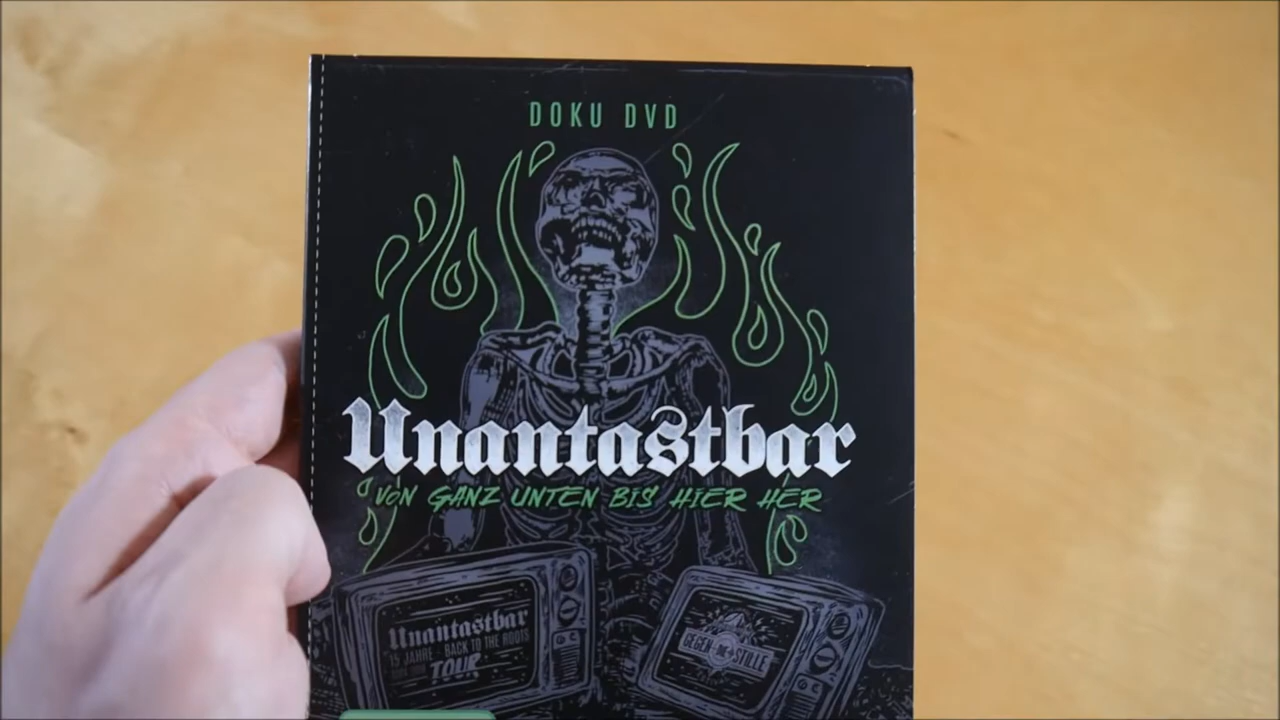 DOKU DVD
Unantastbar
VON GANZ UNTEN BIS HIER HER
Unantastbar
15 JAHRE - BACK TO THE ROOTS
TOUR
GEGEN DIE STILLE